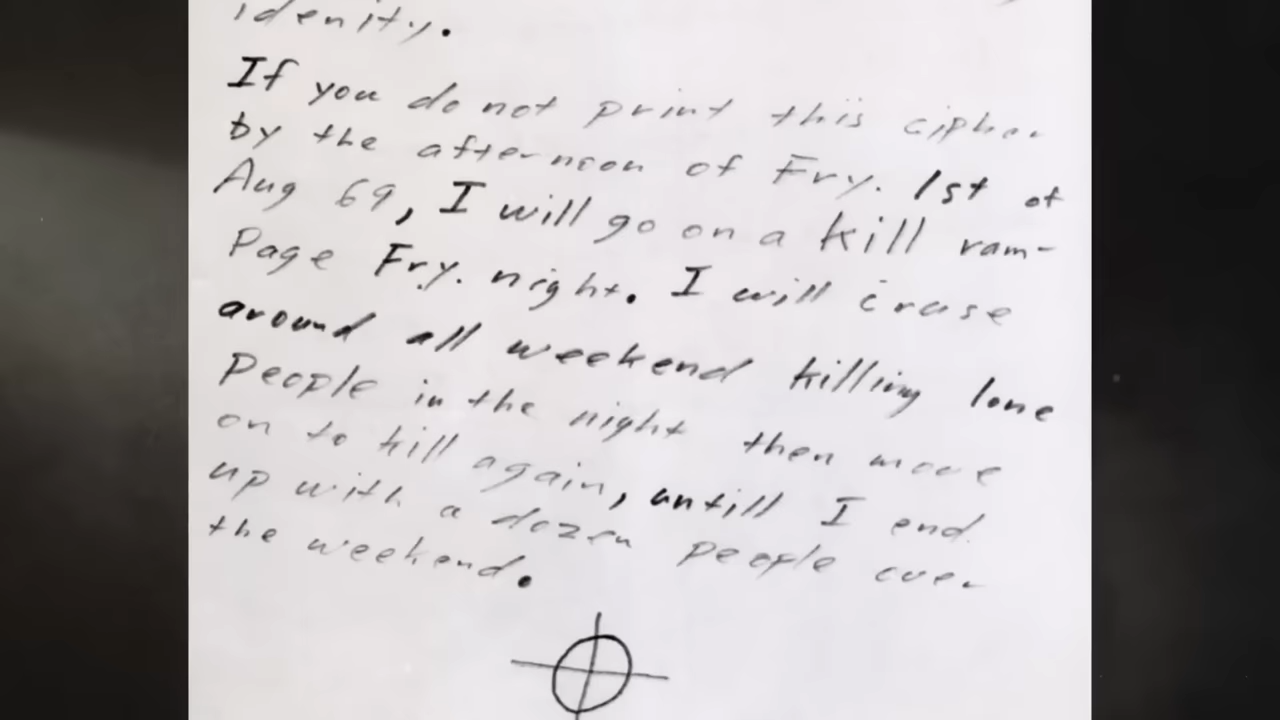 idenity.
If you do not print this cipher
by the afternoon of Fry. 1st of
Aug 69, I will go on a kill ram-
Page Fry. night. I will cruse
around all weekend killing lone
people in the night then move
on to kill again, untill I end
up with a dozen people over
the weekend.